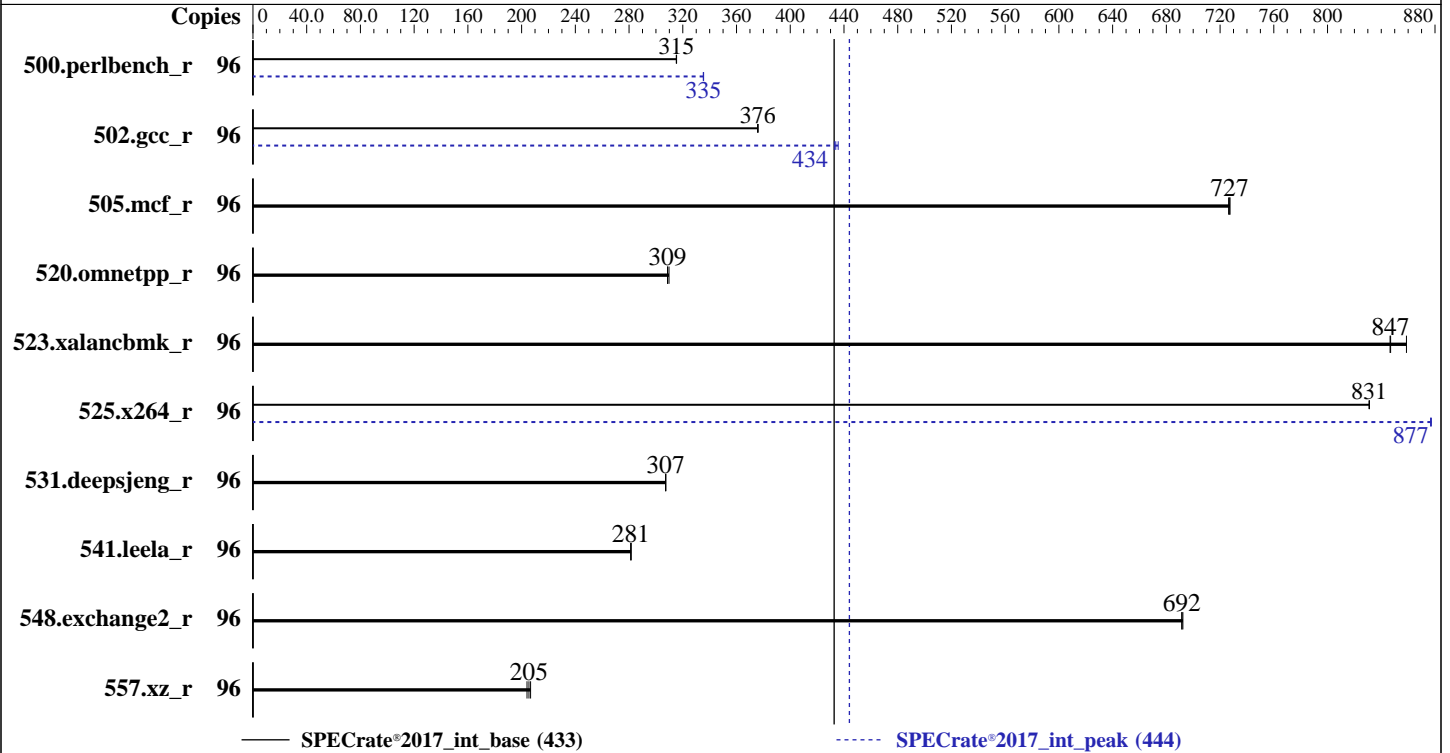 Copies 0 40.0 80.0 120 160 200 240 280 320 360 400 440 480 520 560 600 640 680 720 760 800 880
500.perlbench_r 96 315
335
502.gcc_r 96 376
434
505.mcf_r 96 727
520.omnetpp_r 96 309
523.xalancbmk_r 96 847
525.x264_r 96 831
877
531.deepsjeng_r 96 307
541.leela_r 96 281
548.exchange2_r 96 692
557.xz_r 96 205
SPECrate®2017_int_base (433) SPECrate®2017_int_peak (444)